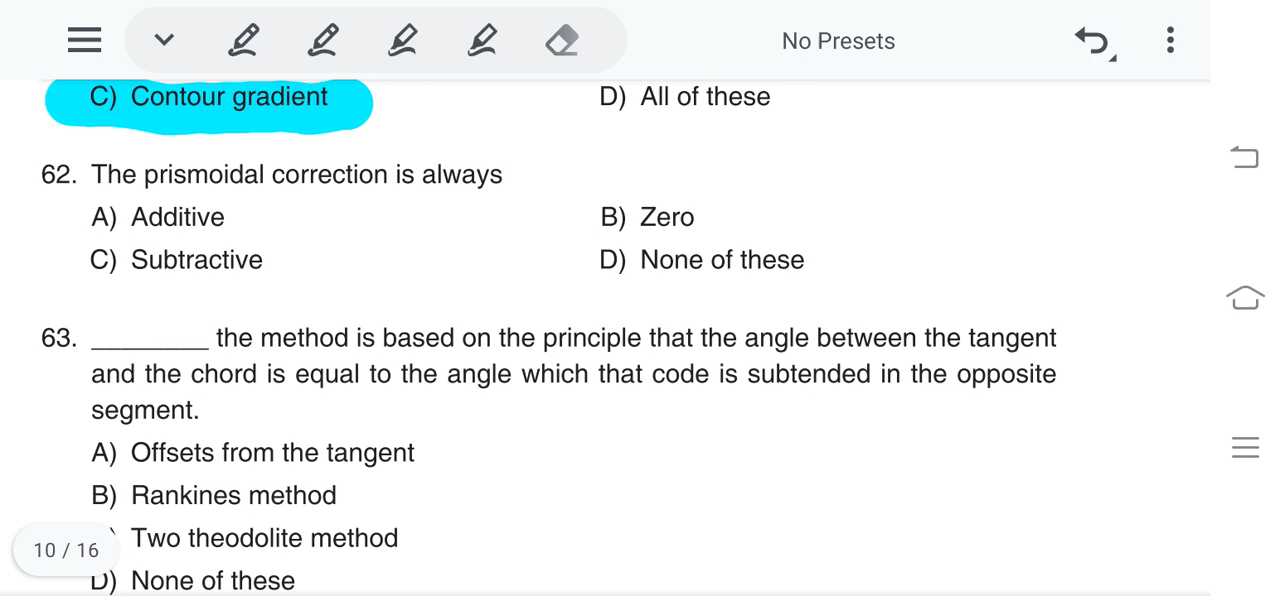 No Presets
C) Contour gradient D) All of these
62. The prismoidal correction is always
A) Additive B) Zero
C) Subtractive D) None of these
63. ________ the method is based on the principle that the angle between the tangent
and the chord is equal to the angle which that code is subtended in the opposite
segment.
A) Offsets from the tangent
B) Rankines method
Two theodolite method
10 / 16
D) None of these